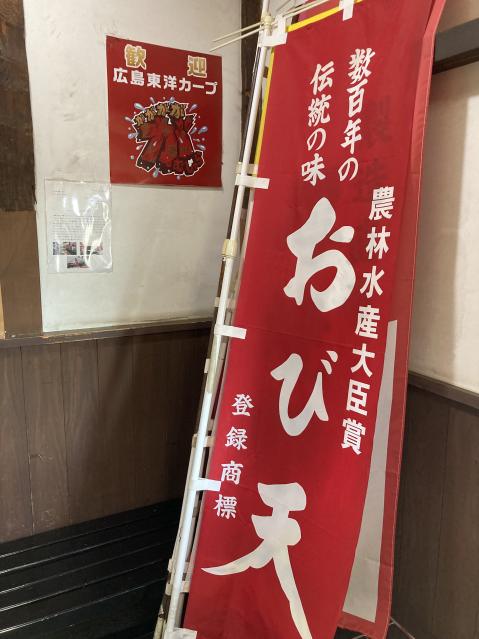 歓迎
広島東洋カープ
数百年の
伝統の味
農林水産大臣賞
おび天
登録商標